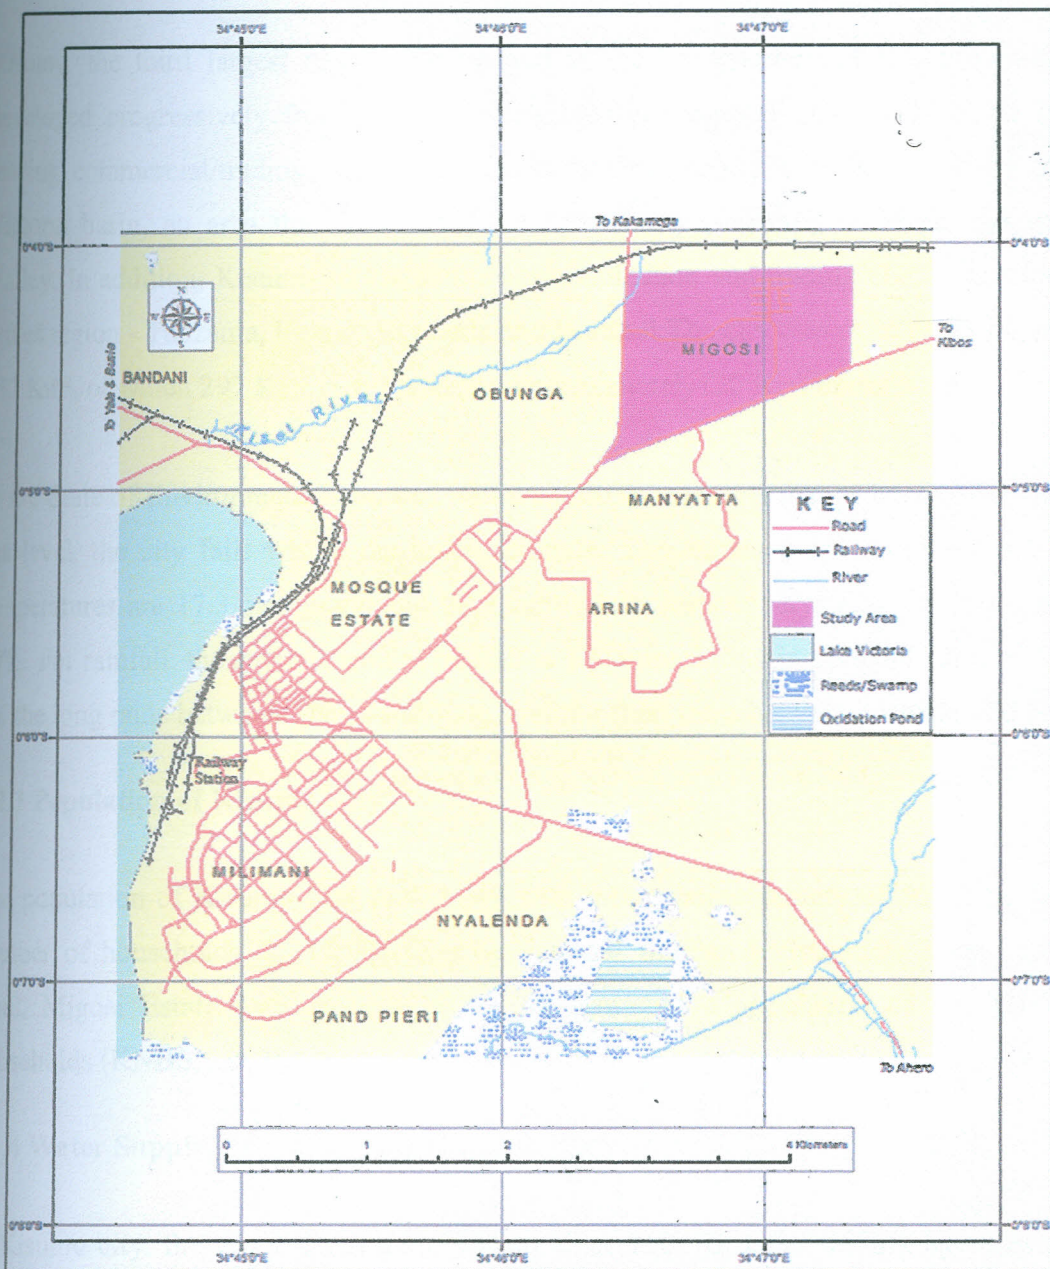 34°45'0"E 34°46'0"E 34°47'0"E
To Kakamega
0°4'0"S 0°4'0"S
N
W E
S
To Kibos
MIGOSI
To Yala & Busia
BANDANI
OBUNGA
Kisat River
0°5'0"S 0°5'0"S
MANYATTA
KEY
Road
Railway
River
Study Area
Lake Victoria
Reeds/Swamp
Oxidation Pond
MOSQUE
ESTATE
ARINA
0°6'0"S 0°6'0"S
Railway
Station
MILIMANI
NYALENDA
0°7'0"S 0°7'0"S
PAND PIERI
To Ahero
Water Supp
0 1 2 4 Kilometers
0°8'0"S 0°8'0"S
34°45'0"E 34°46'0"E 34°47'0"E